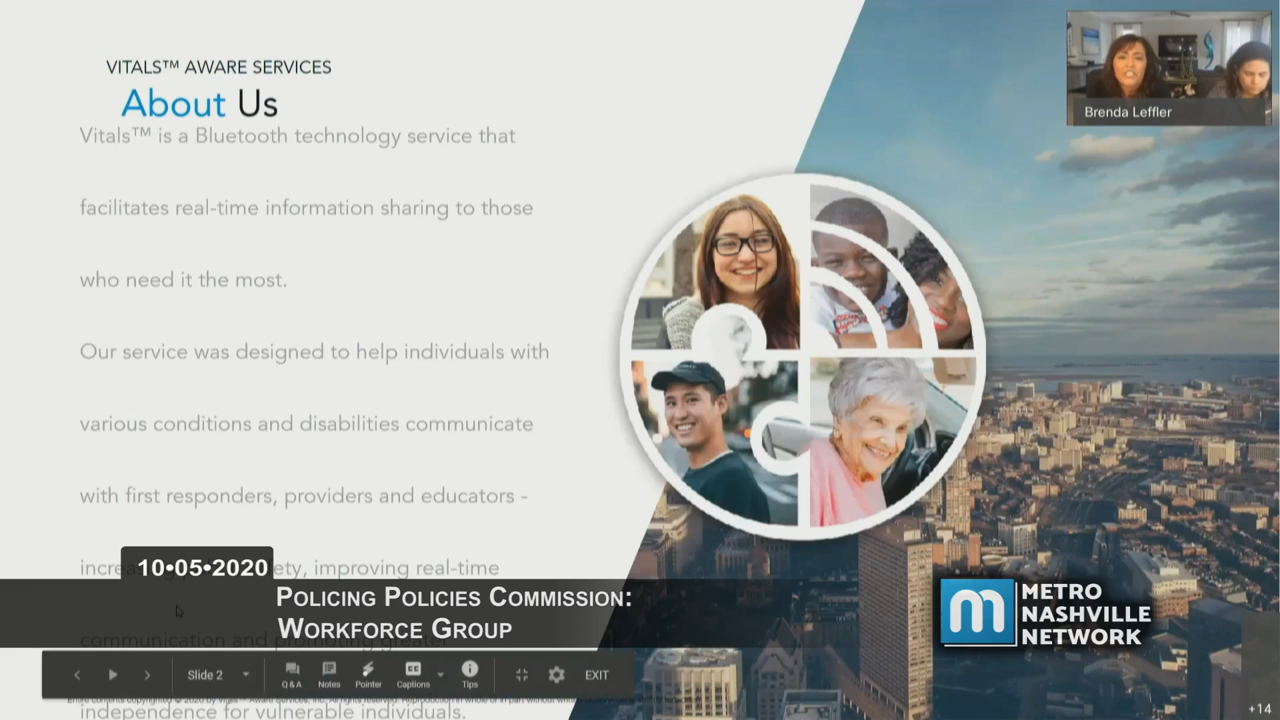 VITALS™ AWARE SERVICES
About Us
Vitals™ is a Bluetooth technology service that
facilitates real-time information sharing to those
who need it the most.
Our service was designed to help individuals with
various conditions and disabilities communicate
with first responders, providers and educators -
improving real-time
communication and promoting greater
independence for vulnerable individuals.
Brenda Leffler
10•05•2020
POLICING POLICIES COMMISSION:
WORKFORCE GROUP
METRO
NASHVILLE
NETWORK
Slide 2
Q & A
Notes
Pointer
CC
Captions
Tips
EXIT
+14